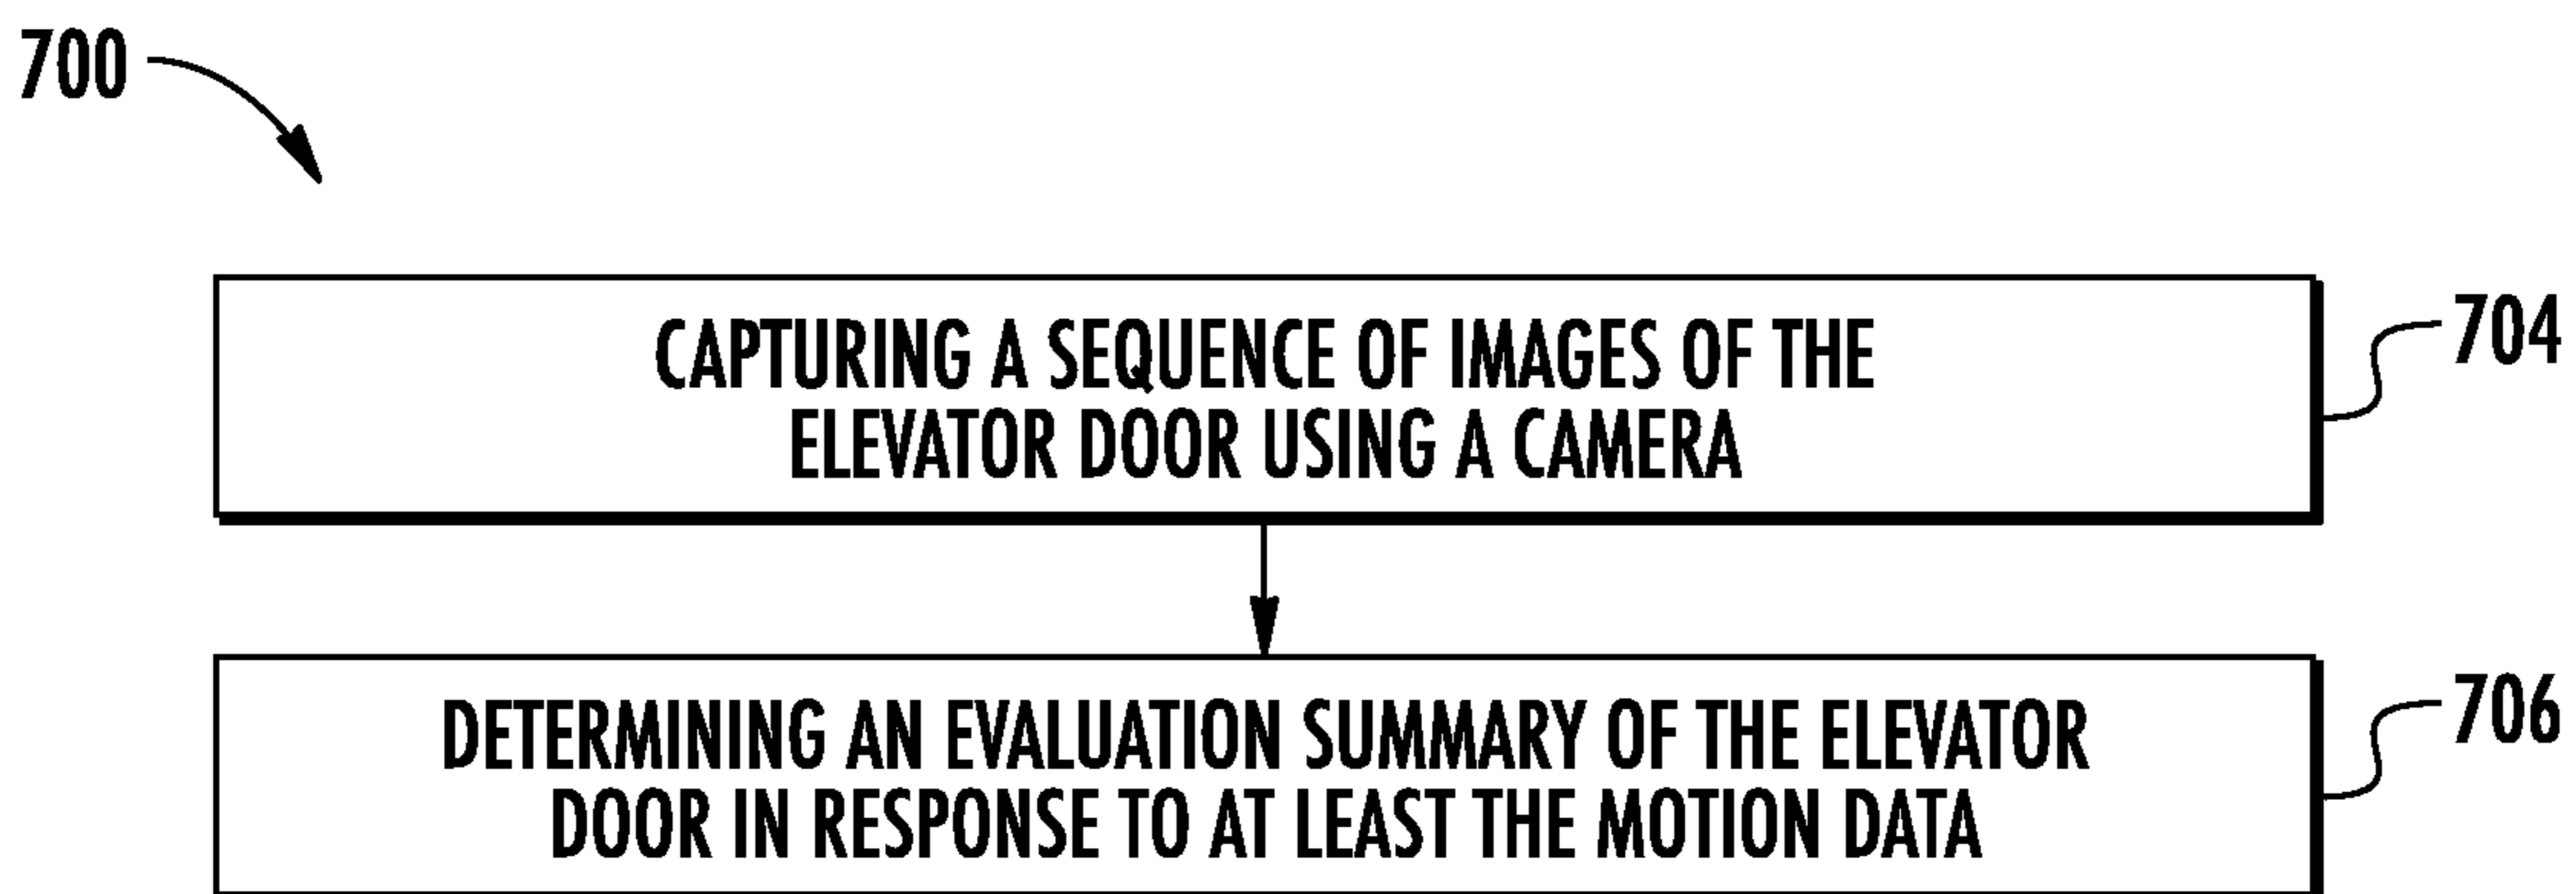 700
CAPTURING A SEQUENCE OF IMAGES OF THE
ELEVATOR DOOR USING A CAMERA
704
DETERMINING AN EVALUATION SUMMARY OF THE ELEVATOR
DOOR IN RESPONSE TO AT LEAST THE MOTION DATA
706